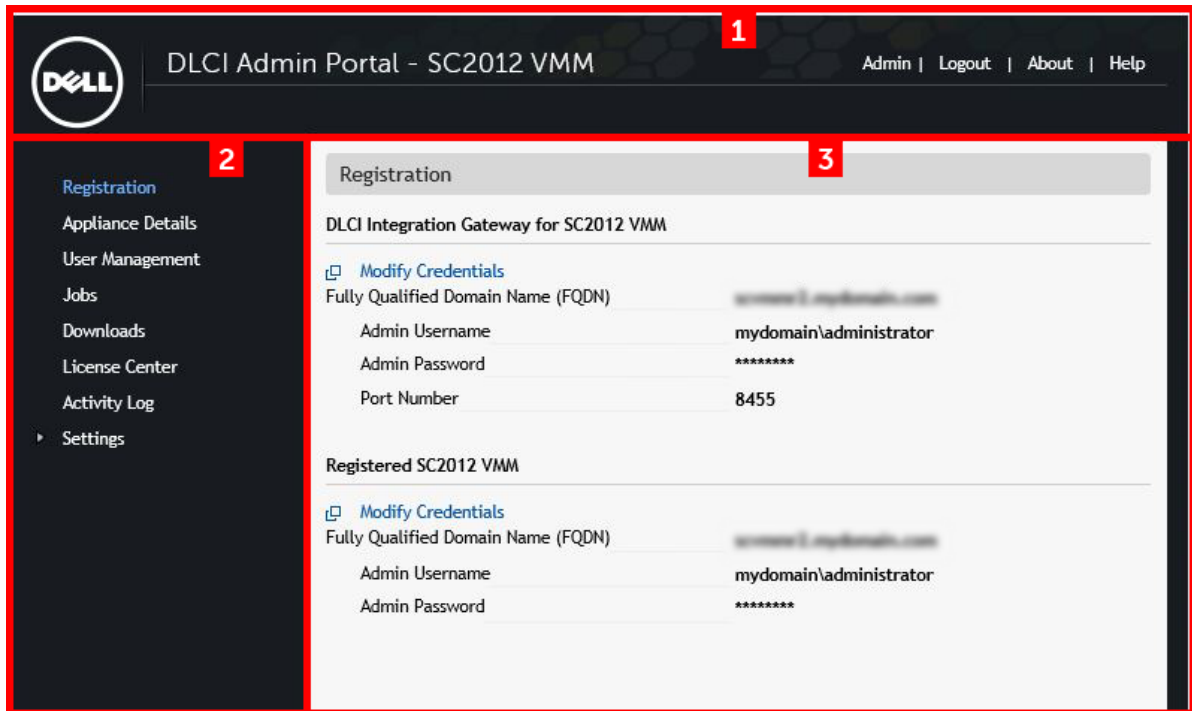 1
DELL
DLCI Admin Portal - SC2012 VMM
Admin | Logout | About | Help
2
Registration
Appliance Details
User Management
Jobs
Downloads
License Center
Activity Log
Settings
3
Registration
DLCI Integration Gateway for SC2012 VMM
Modify Credentials
Fully Qualified Domain Name (FQDN)
Admin Username mydomain\administrator
Admin Password ********
Port Number 8455
Registered SC2012 VMM
Modify Credentials
Fully Qualified Domain Name (FQDN)
Admin Username mydomain\administrator
Admin Password ********